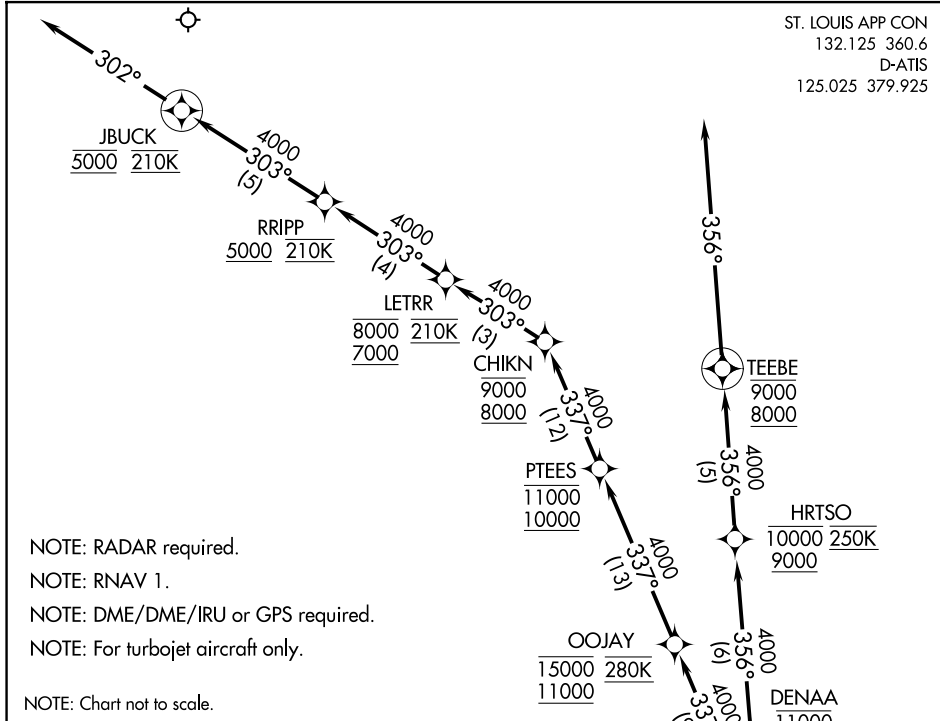 ST. LOUIS APP CON
132.125 360.6
D-ATIS
125.025 379.925
302°
JBUCK
5000 210K
4000
303°
(5)
RRIPP
5000 210K
4000
303°
(4)
LETRR
8000 210K
7000
4000
303°
(3)
CHIKN
9000
8000
4000
337°
(12)
PTEES
11000
10000
4000
337°
(13)
OOJAY
15000 280K
11000
4000
356°
TEEBE
9000
8000
4000
356°
(5)
HRTSO
10000 250K
9000
4000
356°
(6)
DENAA
11000
NOTE: RADAR required.
NOTE: RNAV 1.
NOTE: DME/DME/IRU or GPS required.
NOTE: For turbojet aircraft only.
NOTE: Chart not to scale.